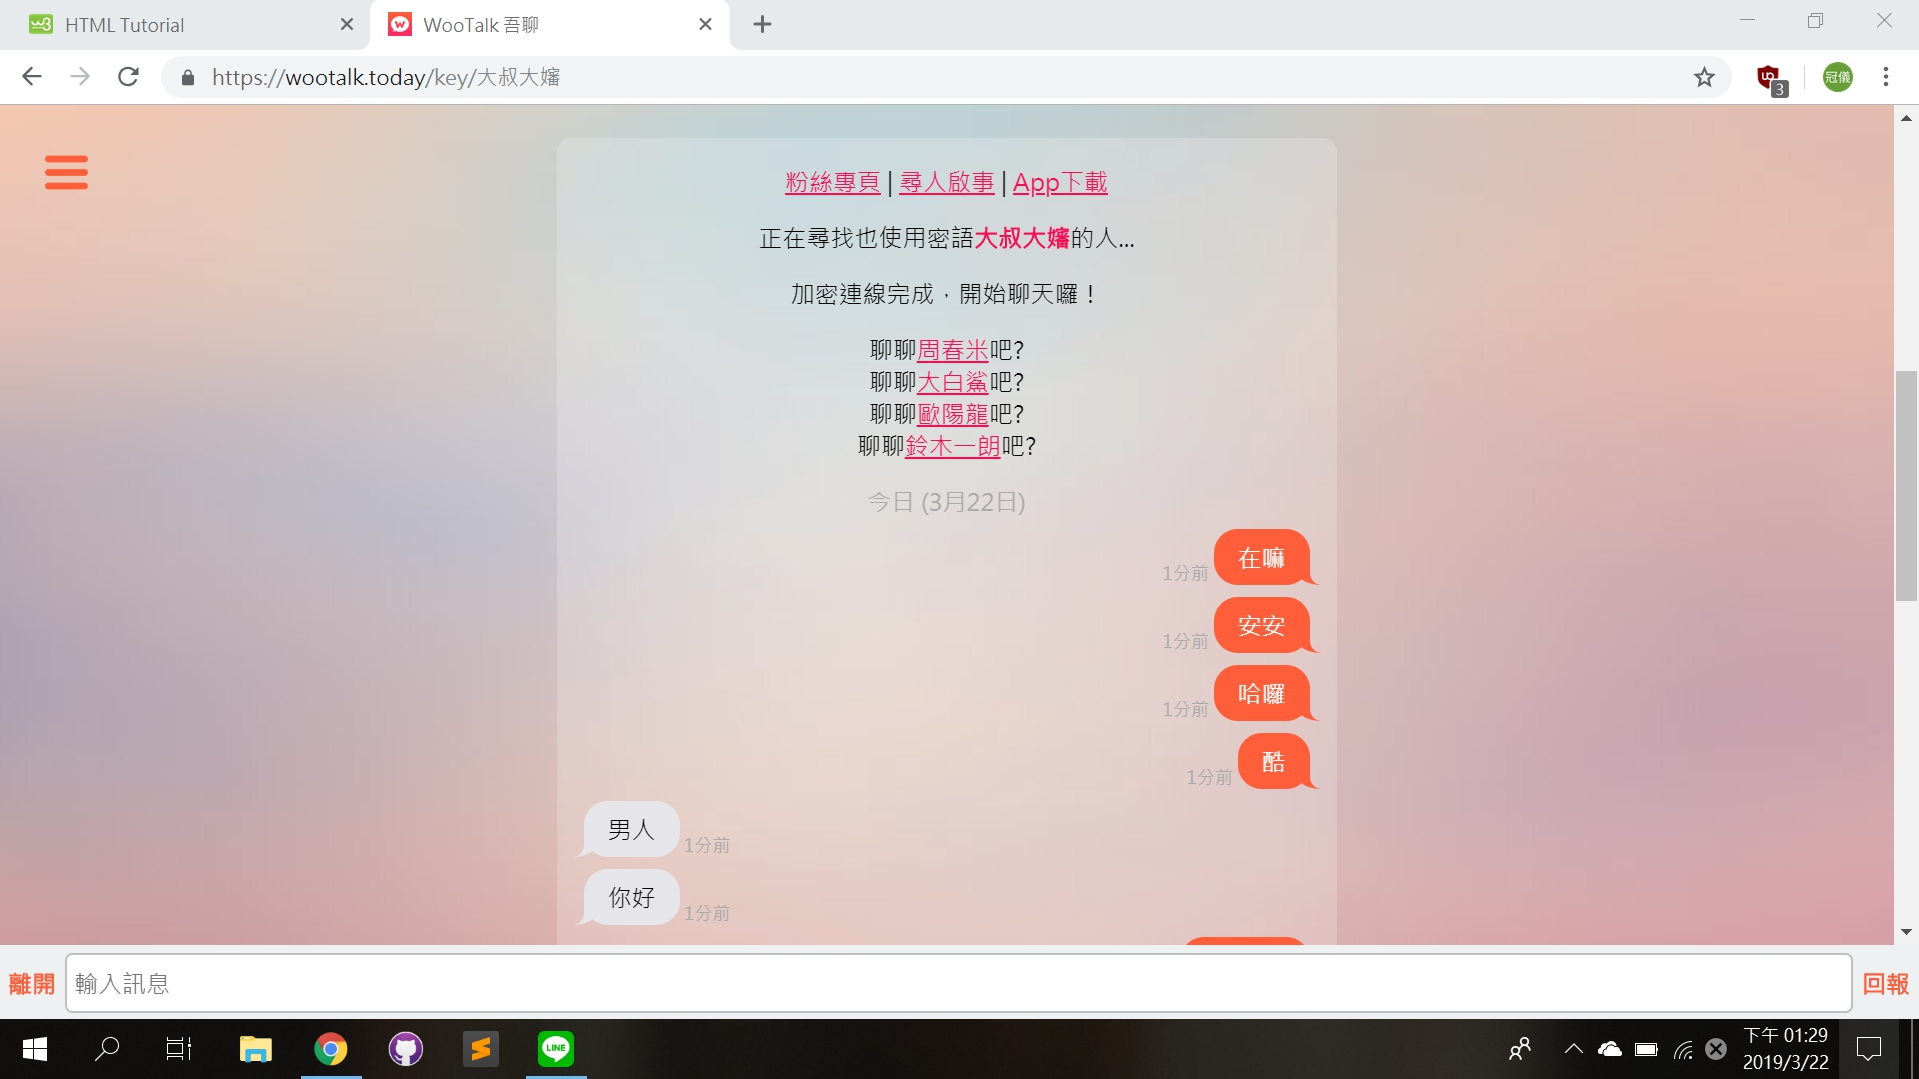 HTML Tutorial
WooTalk 吾聊
https://wootalk.today/key/大叔大嬸
3
冠儀
粉絲專頁 | 尋人啟事 | App下載
正在尋找也使用密語大叔大嬸的人...
加密連線完成，開始聊天囉！
聊聊周春米吧?
聊聊大白鯊吧?
聊聊歐陽龍吧?
聊聊鈴木一朗吧?
今日 (3月22日)
1分前 在嘛
1分前 安安
1分前 哈囉
1分前 酷
男人 1分前
你好 1分前
離開
輸入訊息
回報
LINE
下午 01:29
2019/3/22